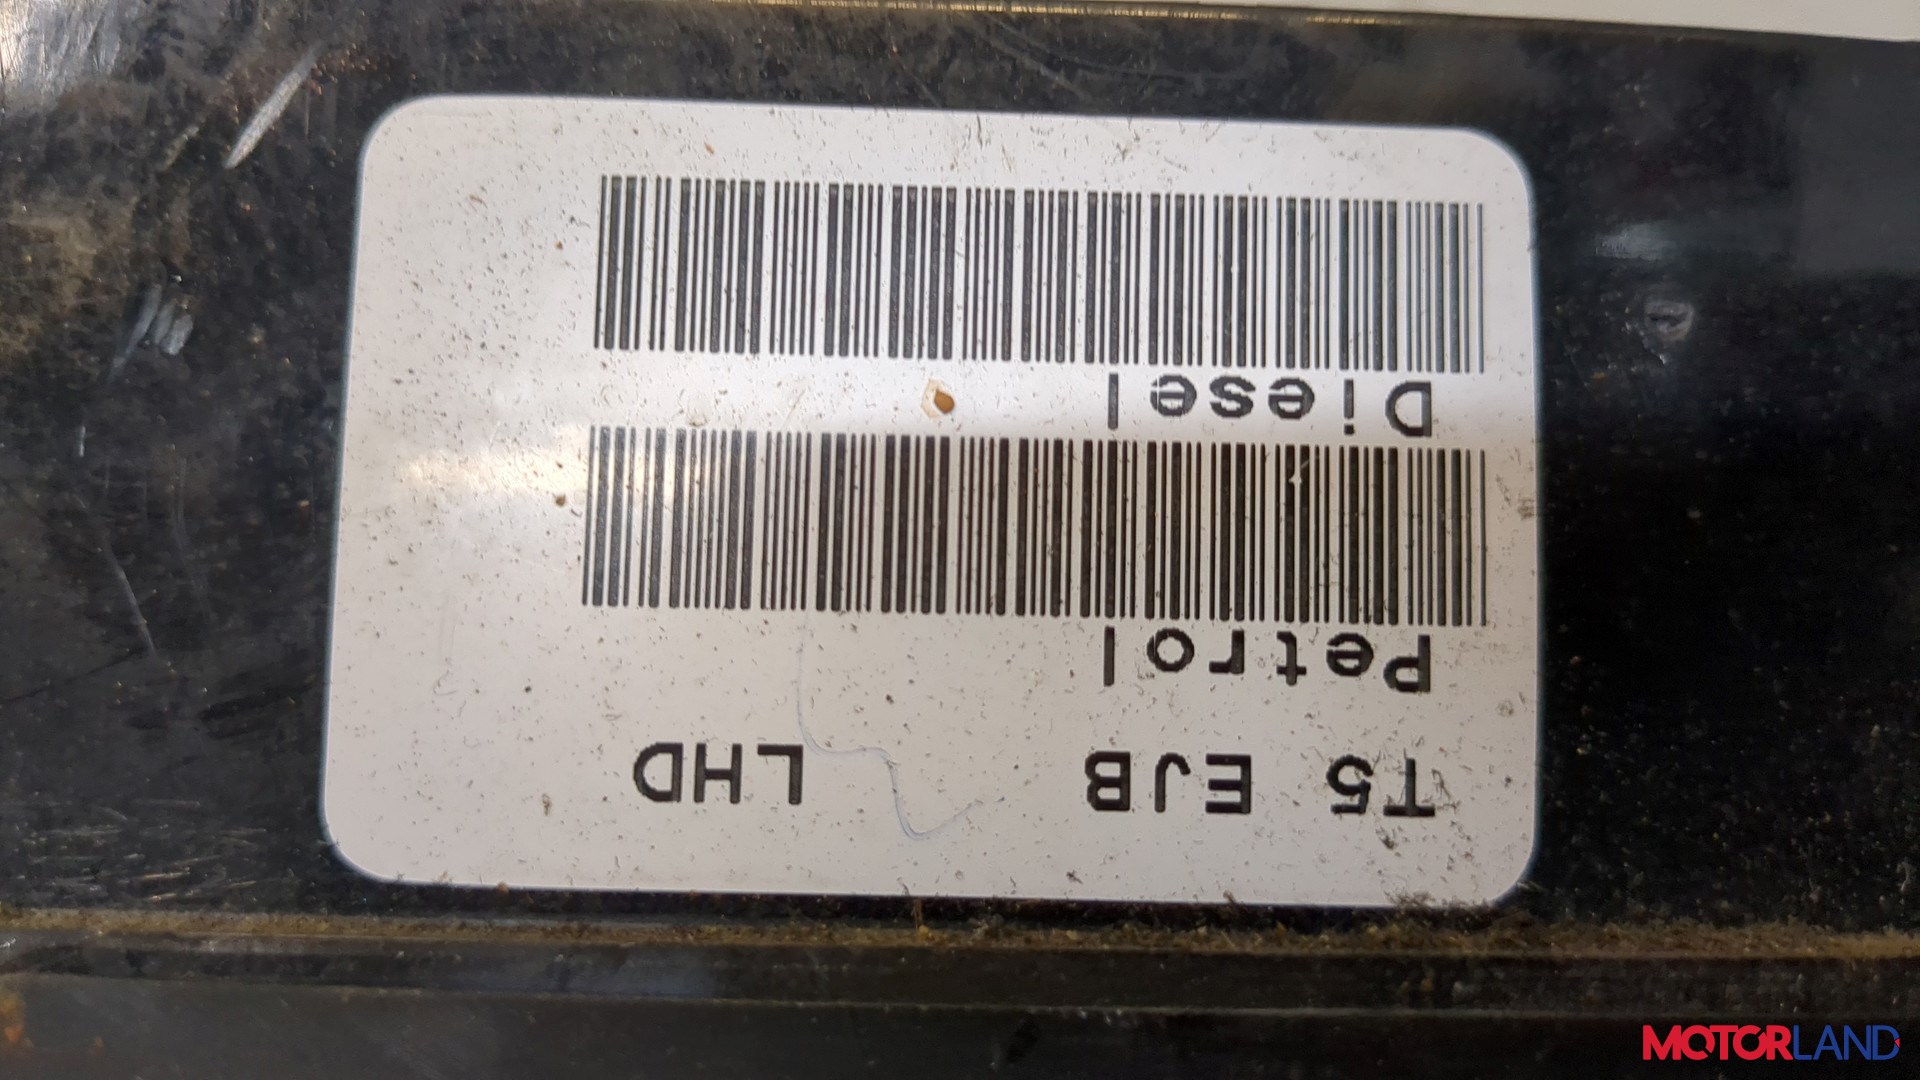 T5 EJB LHD
Petrol
Diesel
MOTORLAND